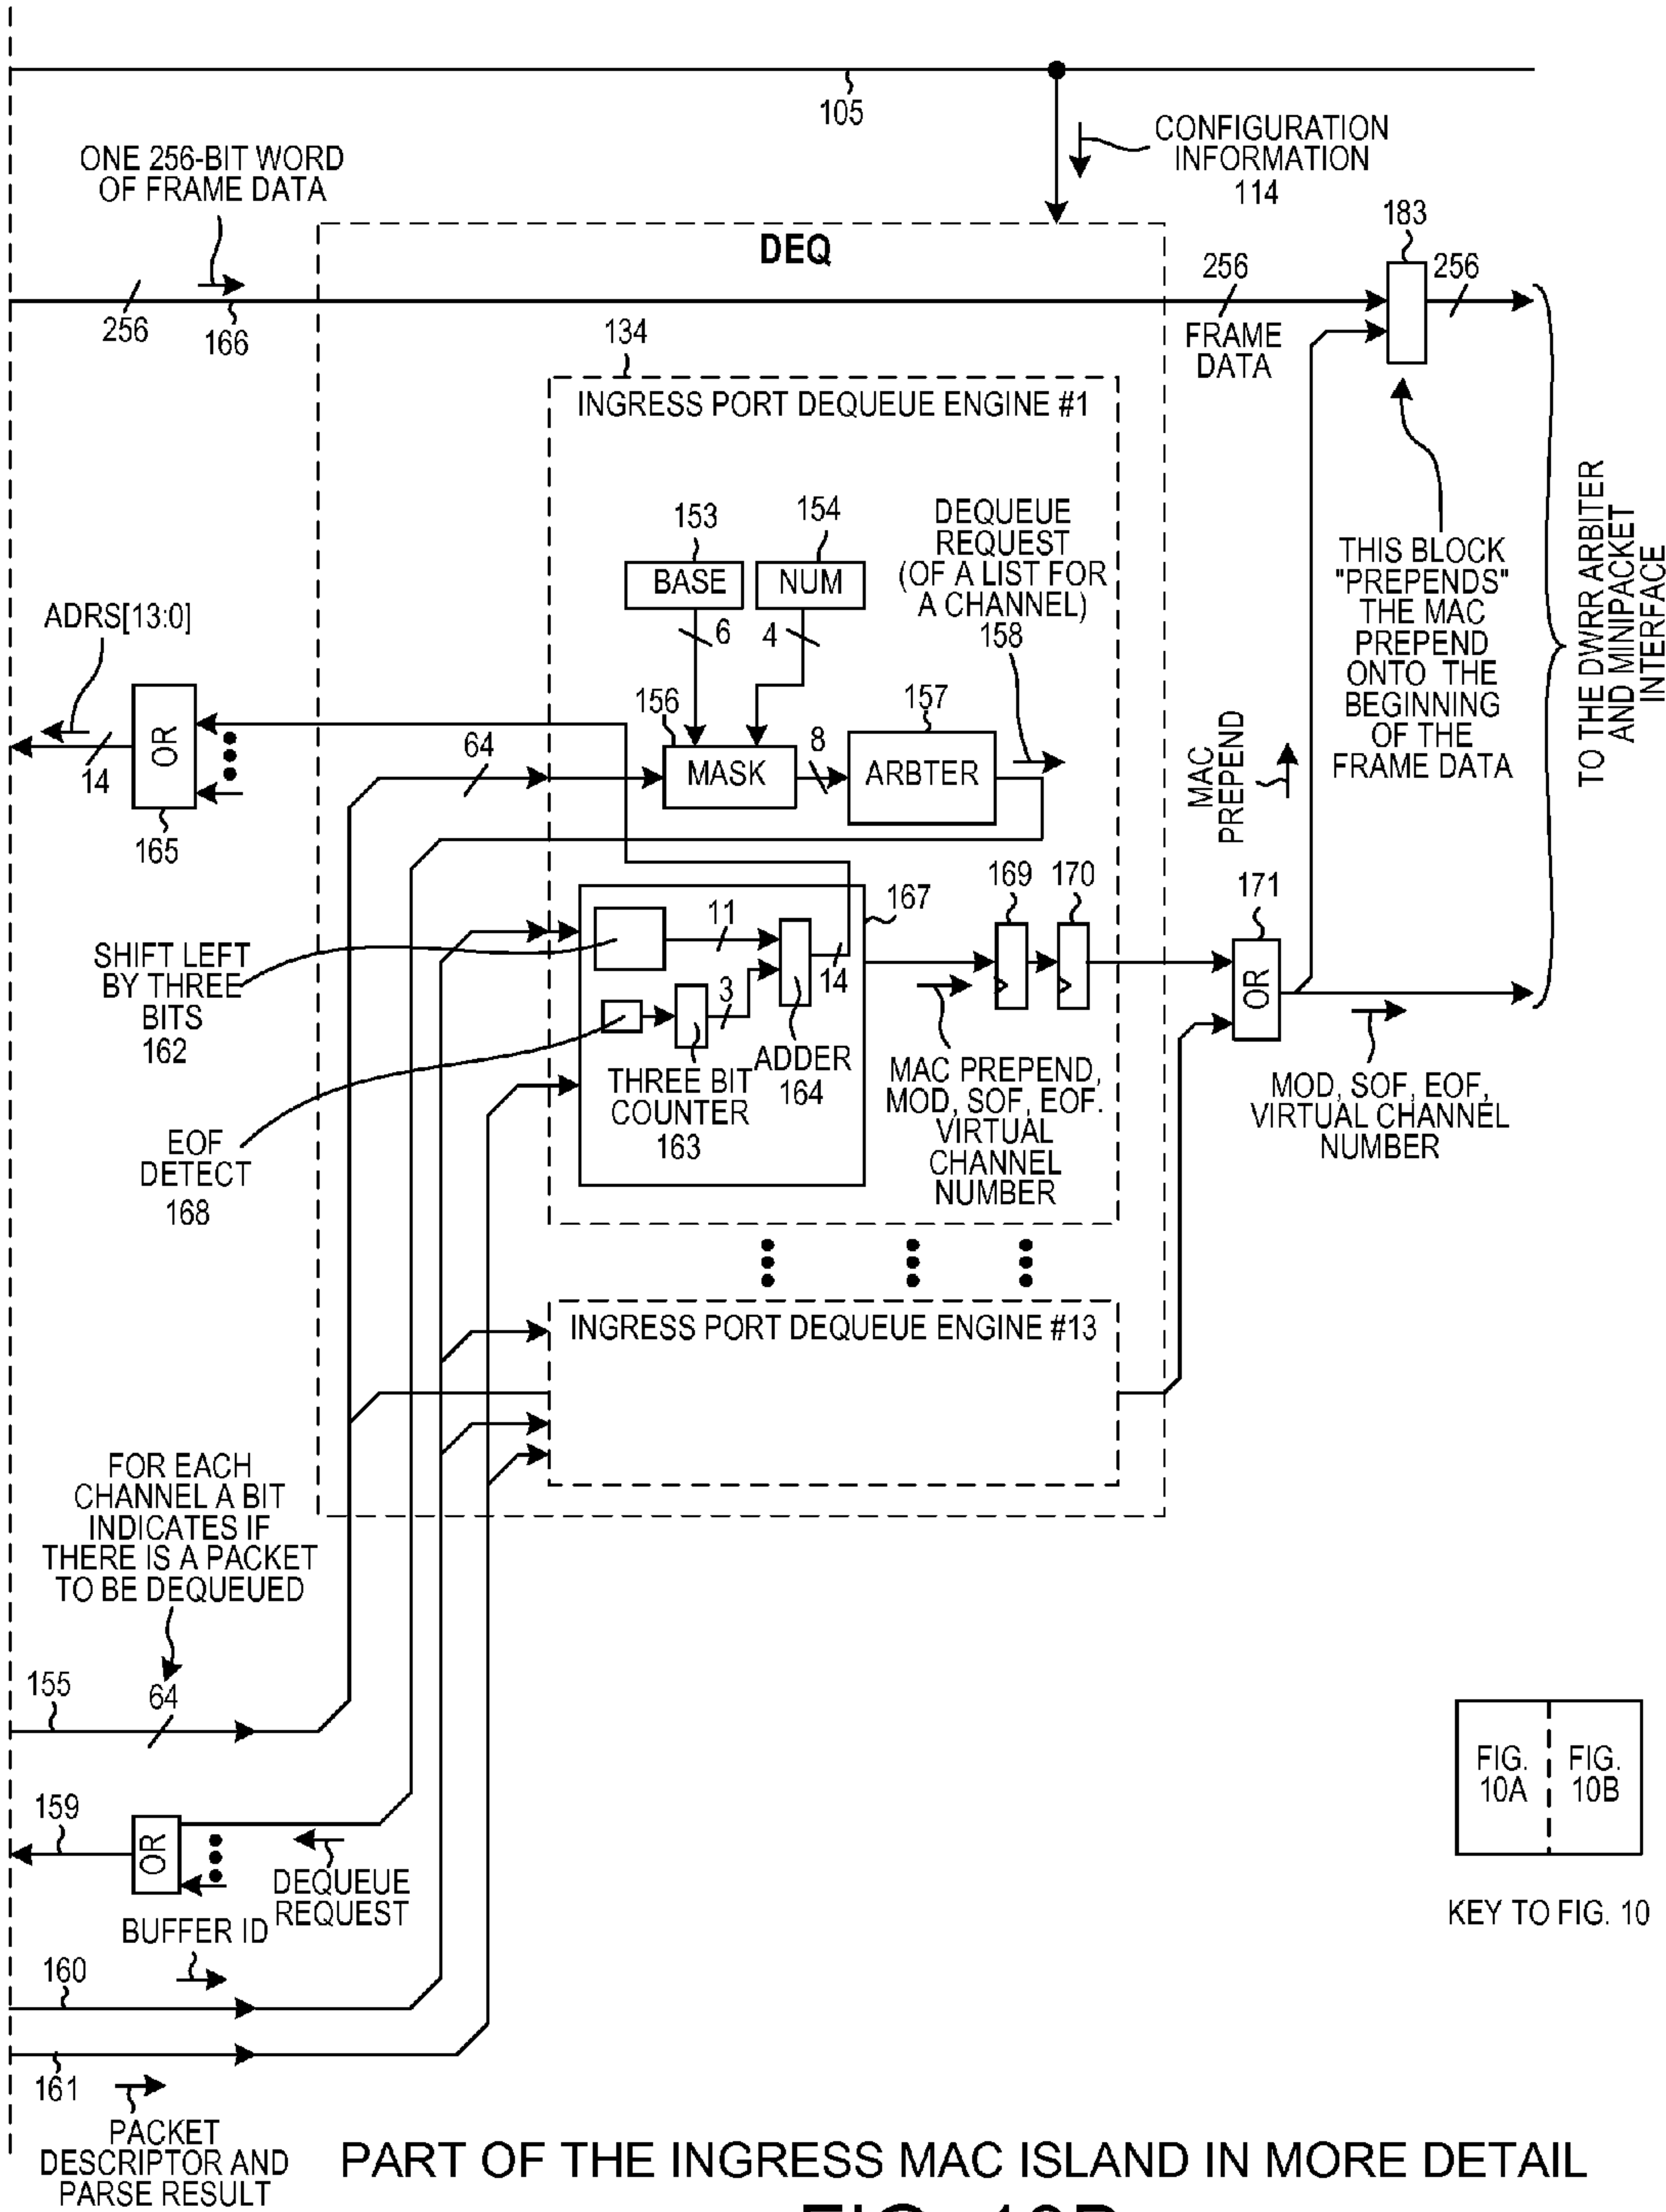 105
CONFIGURATION
INFORMATION
114
ONE 256-BIT WORD
OF FRAME DATA
183
DEQ
256
256
256
166
FRAME
DATA
134
INGRESS PORT DEQUEUE ENGINE #1
153
154
DEQUEUE
REQUEST
(OF A LIST FOR
A CHANNEL)
158
BASE
NUM
6
4
THIS BLOCK
"PREPENDS"
THE MAC
PREPEND
ONTO THE
BEGINNING
OF THE
FRAME DATA
TO THE DWRR ARBITER
AND MINIPACKET
INTERFACE
ADRS[13:0]
OR
14
165
64
156
MASK
8
157
ARBTER
MAC
PREPEND
167
169
170
171
OR
SHIFT LEFT
BY THREE
BITS
162
11
3
14
ADDER
164
THREE BIT
COUNTER
163
EOF
DETECT
168
MAC PREPEND,
MOD, SOF, EOF.
VIRTUAL
CHANNEL
NUMBER
MOD, SOF, EOF,
VIRTUAL CHANNEL
NUMBER
INGRESS PORT DEQUEUE ENGINE #13
FOR EACH
CHANNEL A BIT
INDICATES IF
THERE IS A PACKET
TO BE DEQUEUED
155
64
159
OR
DEQUEUE
REQUEST
BUFFER ID
160
161
PACKET
DESCRIPTOR AND
PARSE RESULT
FIG.
10A
FIG.
10B
KEY TO FIG. 10
PART OF THE INGRESS MAC ISLAND IN MORE DETAIL